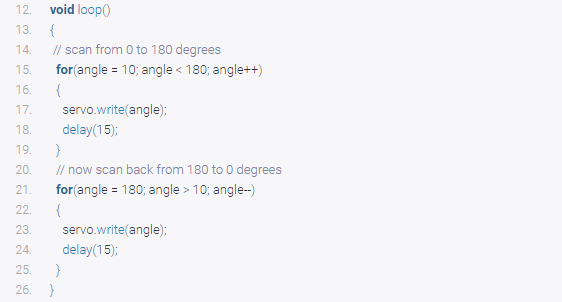 12. void loop()
13. {
14. // scan from 0 to 180 degrees
15. for(angle = 10; angle < 180; angle++)
16. {
17. servo.write(angle);
18. delay(15);
19. }
20. // now scan back from 180 to 0 degrees
21. for(angle = 180; angle > 10; angle--)
22. {
23. servo.write(angle);
24. delay(15);
25. }
26. }